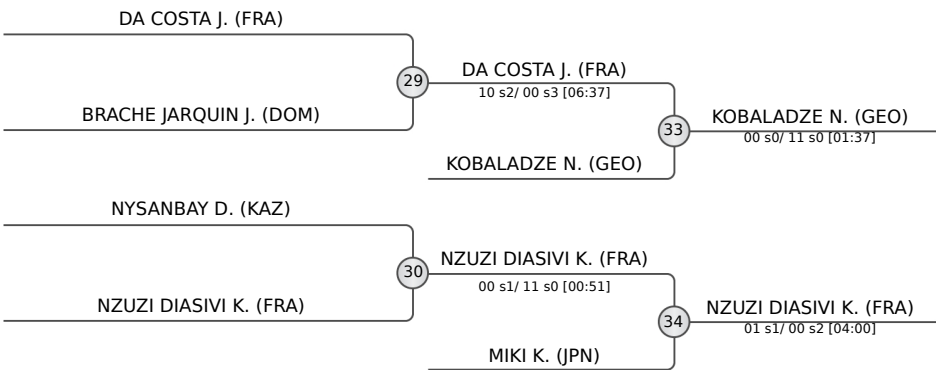 DA COSTA J. (FRA)
29
DA COSTA J. (FRA)
10 s2/ 00 s3 [06:37]
BRACHE JARQUIN J. (DOM)
33
KOBALADZE N. (GEO)
00 s0/ 11 s0 [01:37]
KOBALADZE N. (GEO)
NYSANBAY D. (KAZ)
30
NZUZI DIASIVI K. (FRA)
00 s1/ 11 s0 [00:51]
NZUZI DIASIVI K. (FRA)
34
NZUZI DIASIVI K. (FRA)
01 s1/ 00 s2 [04:00]
MIKI K. (JPN)